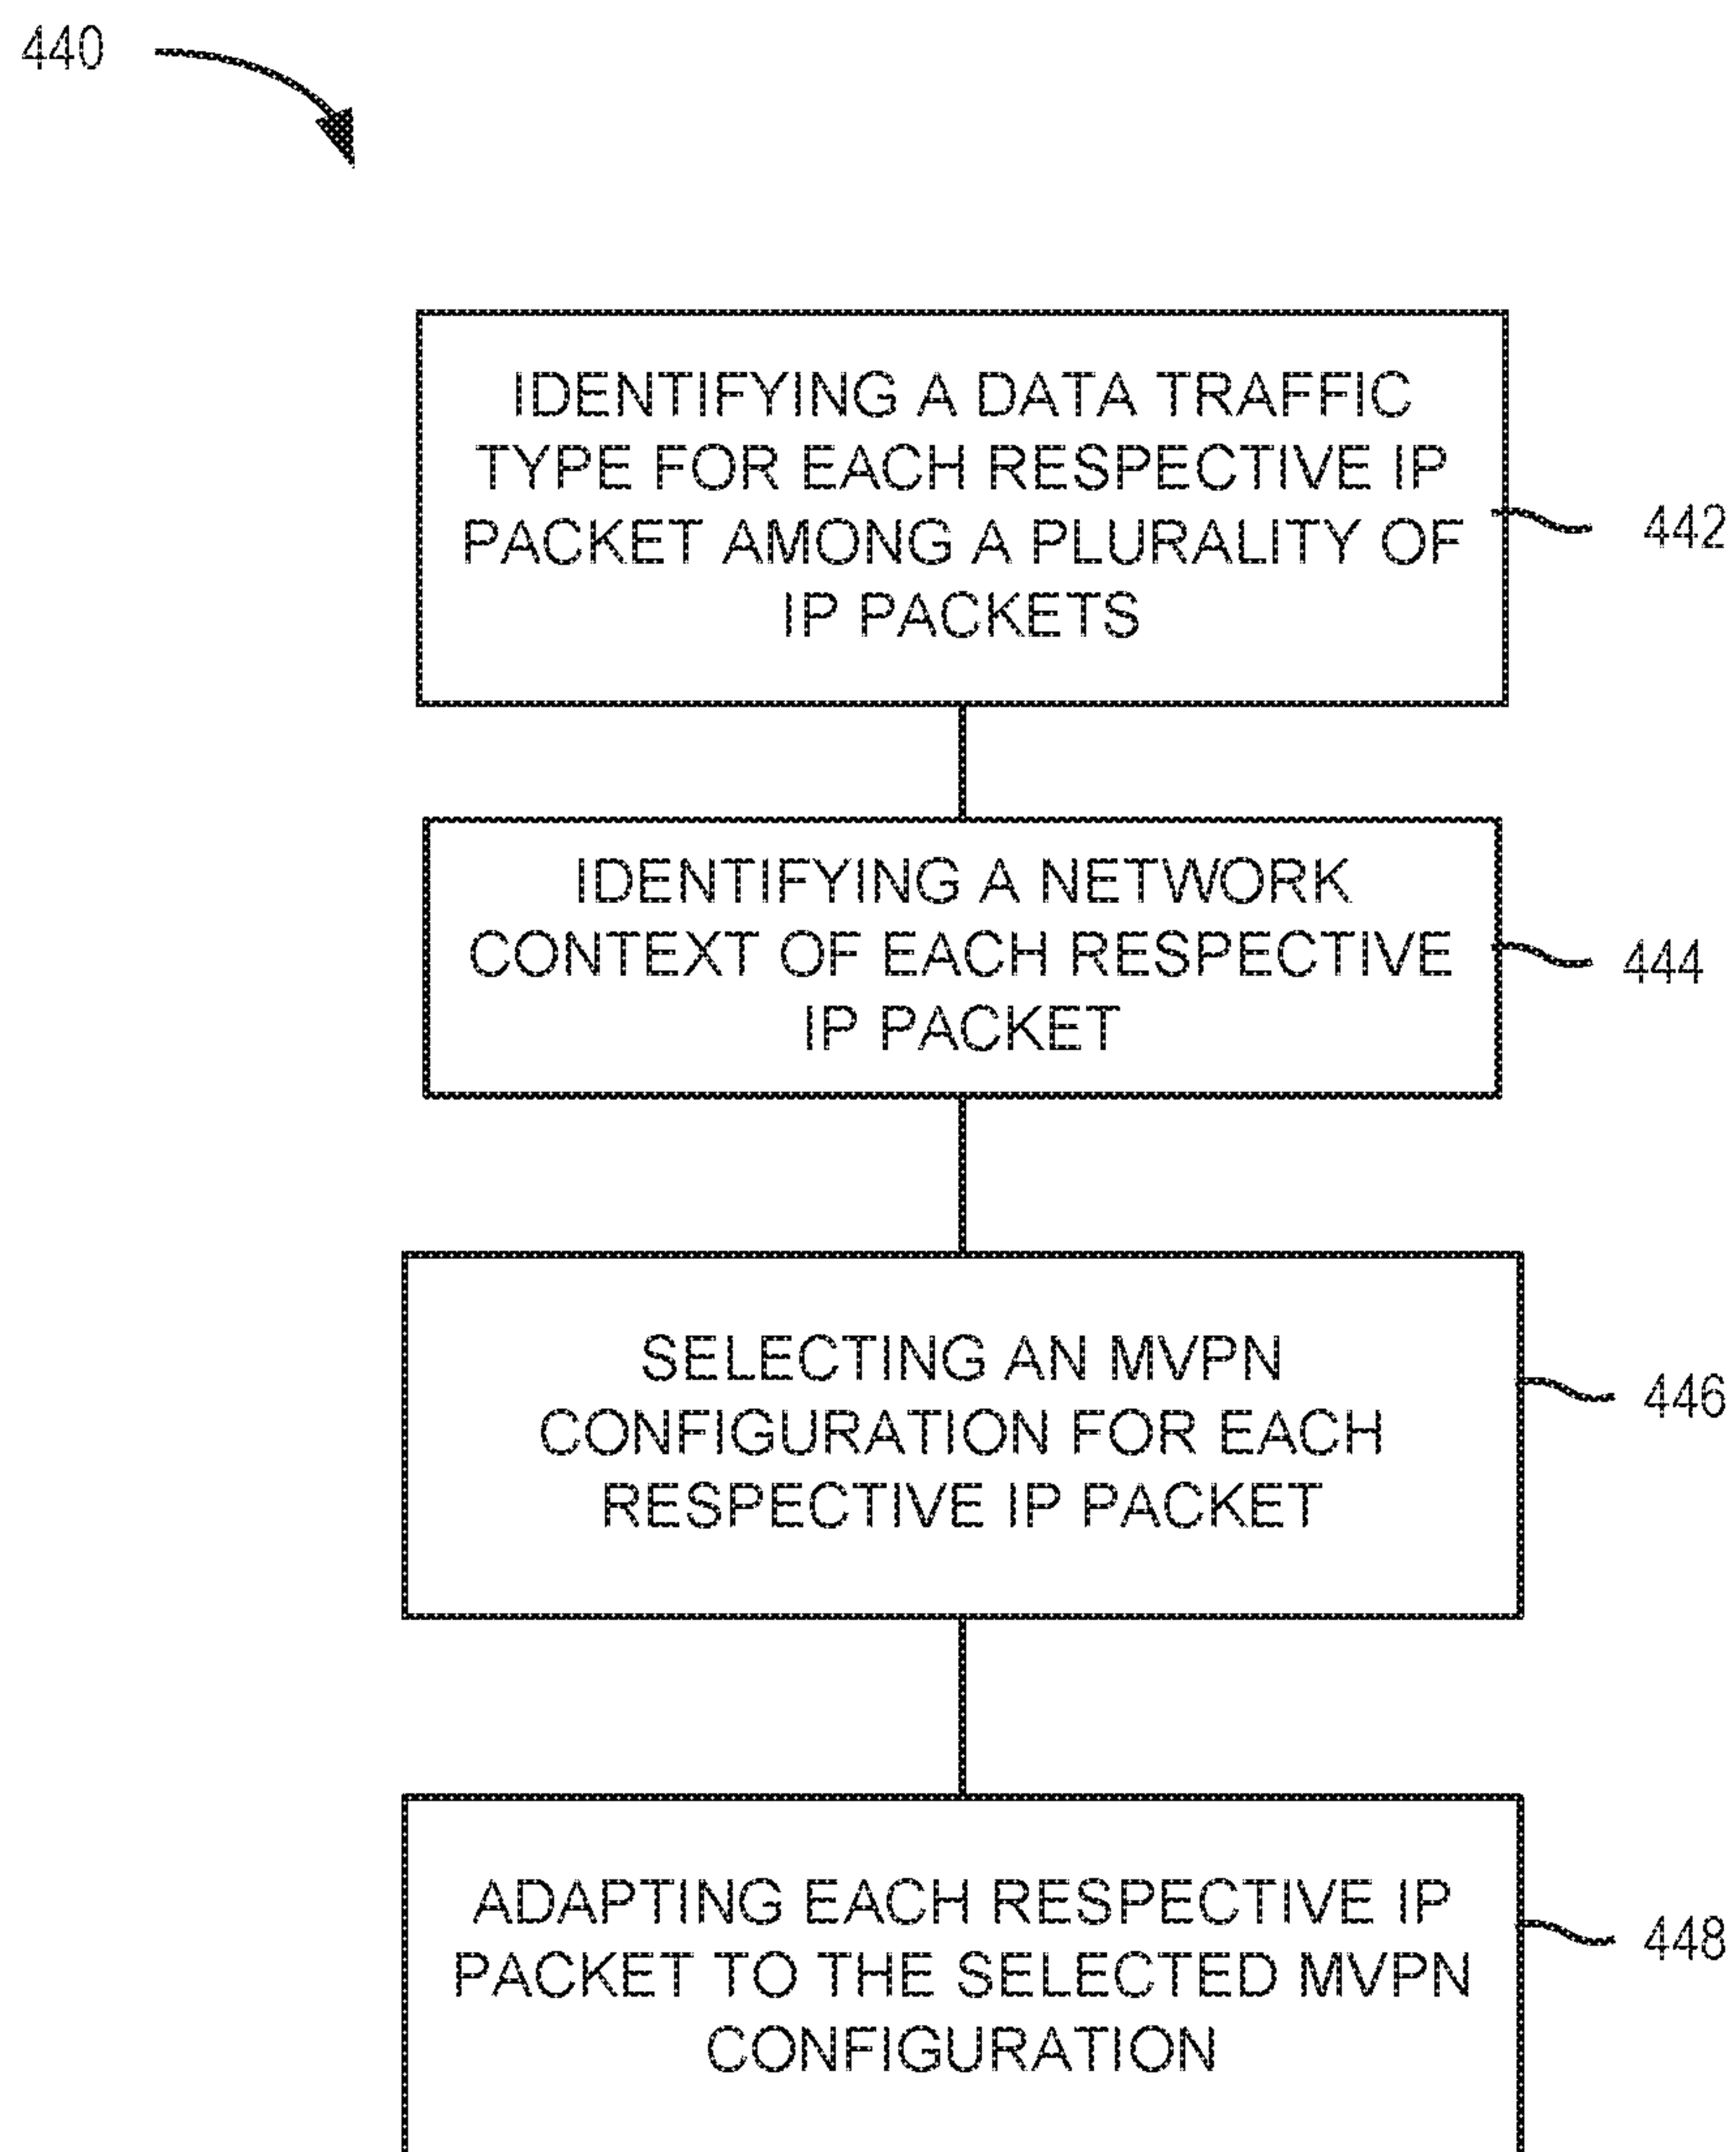 440
IDENTIFYING A DATA TRAFFIC
TYPE FOR EACH RESPECTIVE IP
PACKET AMONG A PLURALITY OF
IP PACKETS
442
IDENTIFYING A NETWORK
CONTEXT OF EACH RESPECTIVE
IP PACKET
444
SELECTING AN MVPN
CONFIGURATION FOR EACH
RESPECTIVE IP PACKET
446
ADAPTING EACH RESPECTIVE IP
PACKET TO THE SELECTED MVPN
CONFIGURATION
448